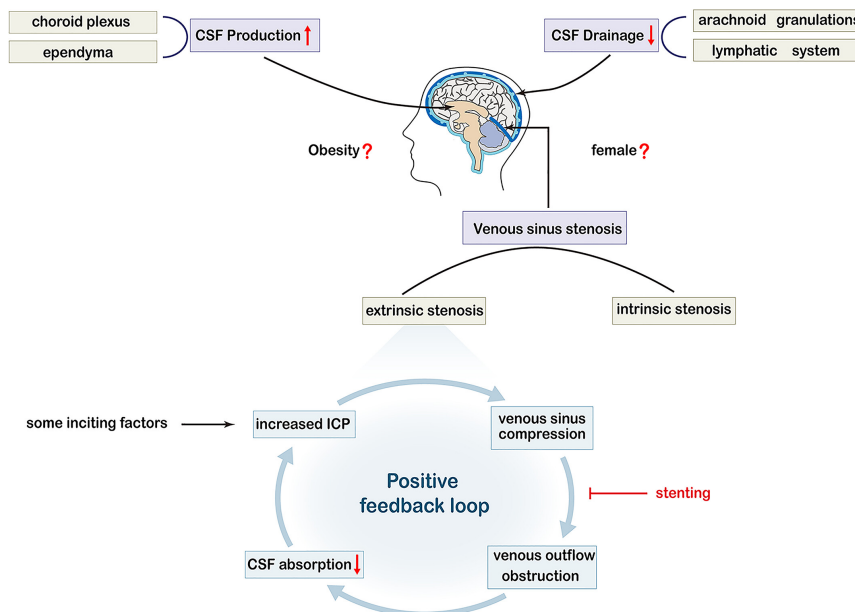 choroid plexus
ependyma
CSF Production
CSF Drainage
arachnoid granulations
lymphatic system
Obesity ?
female ?
Venous sinus stenosis
extrinsic stenosis
intrinsic stenosis
some inciting factors
increased ICP
venous sinus
compression
Positive
feedback loop
stenting
CSF absorption
venous outflow
obstruction